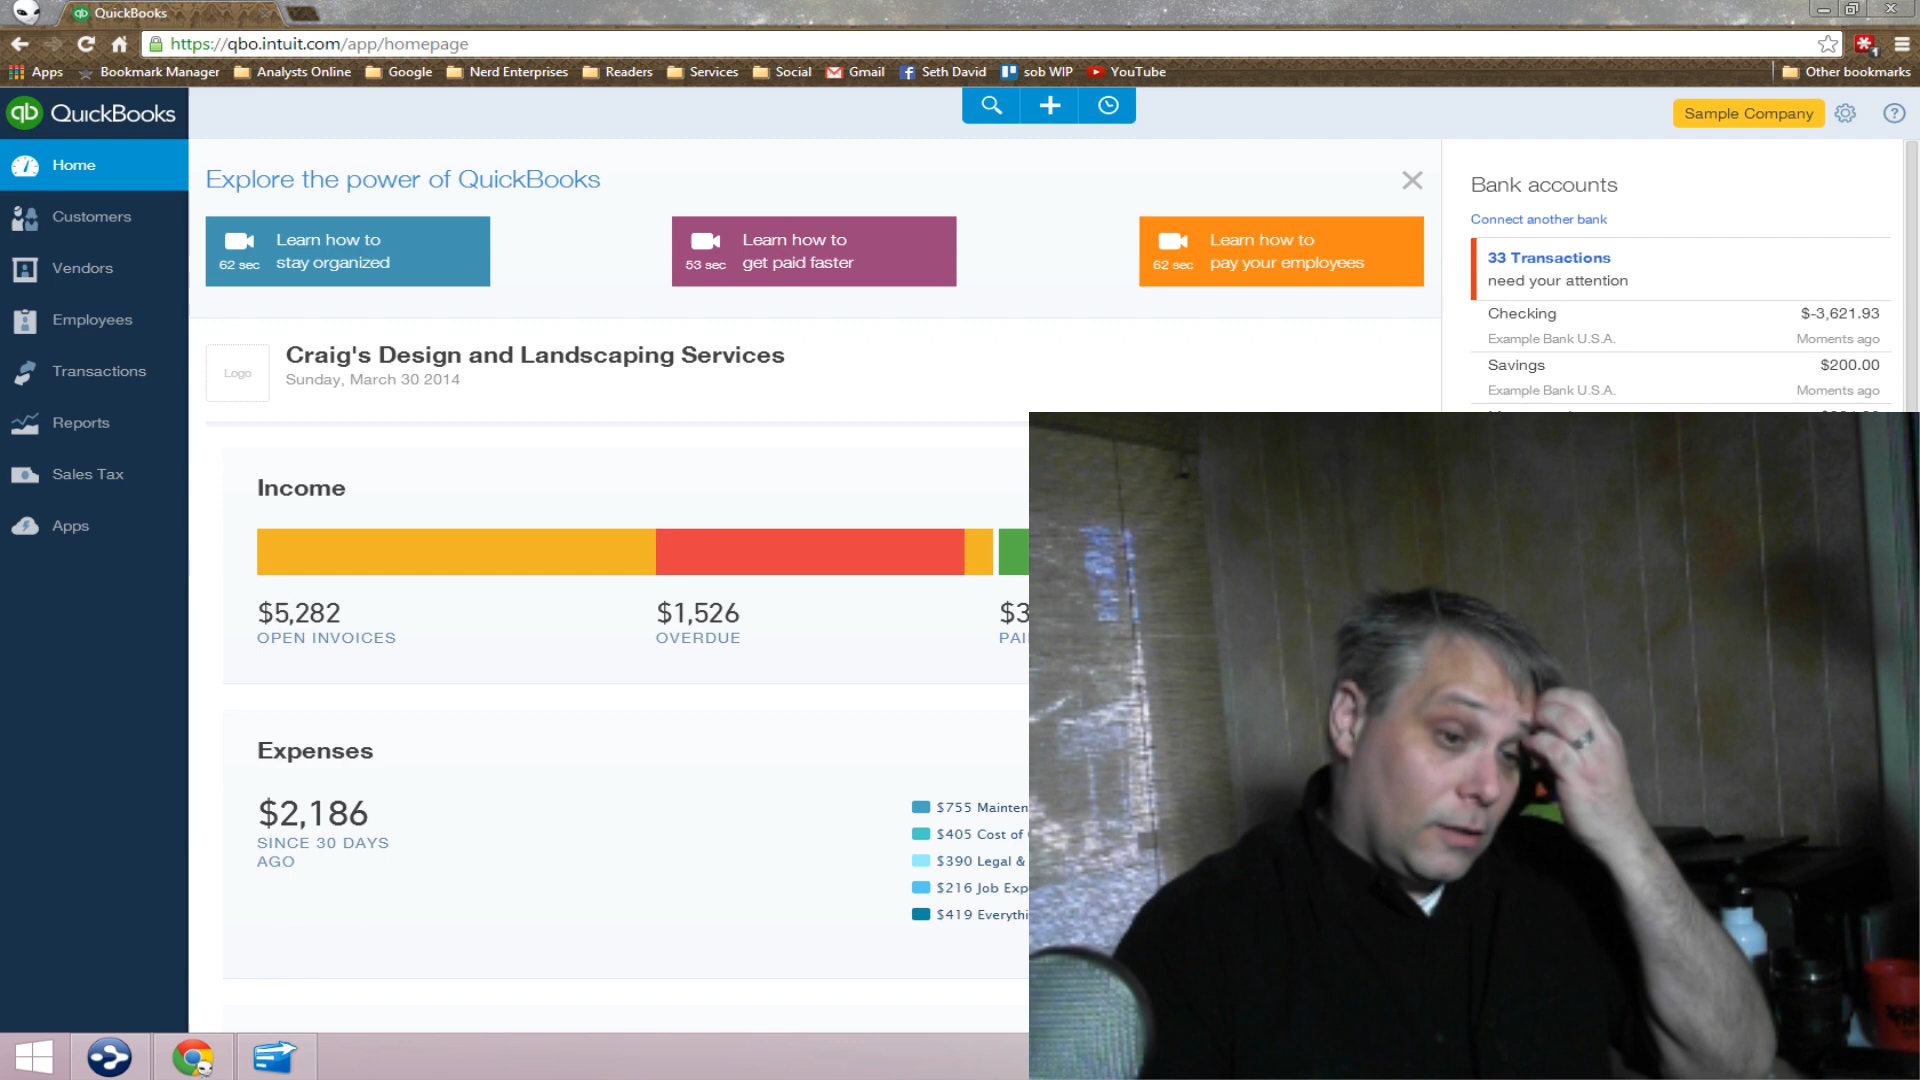 QuickBooks
https://qbo.intuit.com/app/homepage
Apps Bookmark Manager Analysts Online Google Nerd Enterprises Readers Services Social Gmail Seth David sob WIP YouTube Other bookmarks
qb QuickBooks
Sample Company
Home
Customers
Vendors
Employees
Transactions
Reports
Sales Tax
Apps
Explore the power of QuickBooks
62 sec
Learn how to
stay organized
53 sec
Learn how to
get paid faster
62 sec
Learn how to
pay your employees
Logo
Craig's Design and Landscaping Services
Sunday, March 30 2014
Income
$5,282
OPEN INVOICES
$1,526
OVERDUE
$3
PAI
Expenses
$2,186
SINCE 30 DAYS
AGO
$755 Mainten
$405 Cost of
$390 Legal &
$216 Job Exp
$419 Everythi
Bank accounts
Connect another bank
33 Transactions
need your attention
Checking $-3,621.93
Example Bank U.S.A. Moments ago
Savings $200.00
Example Bank U.S.A. Moments ago